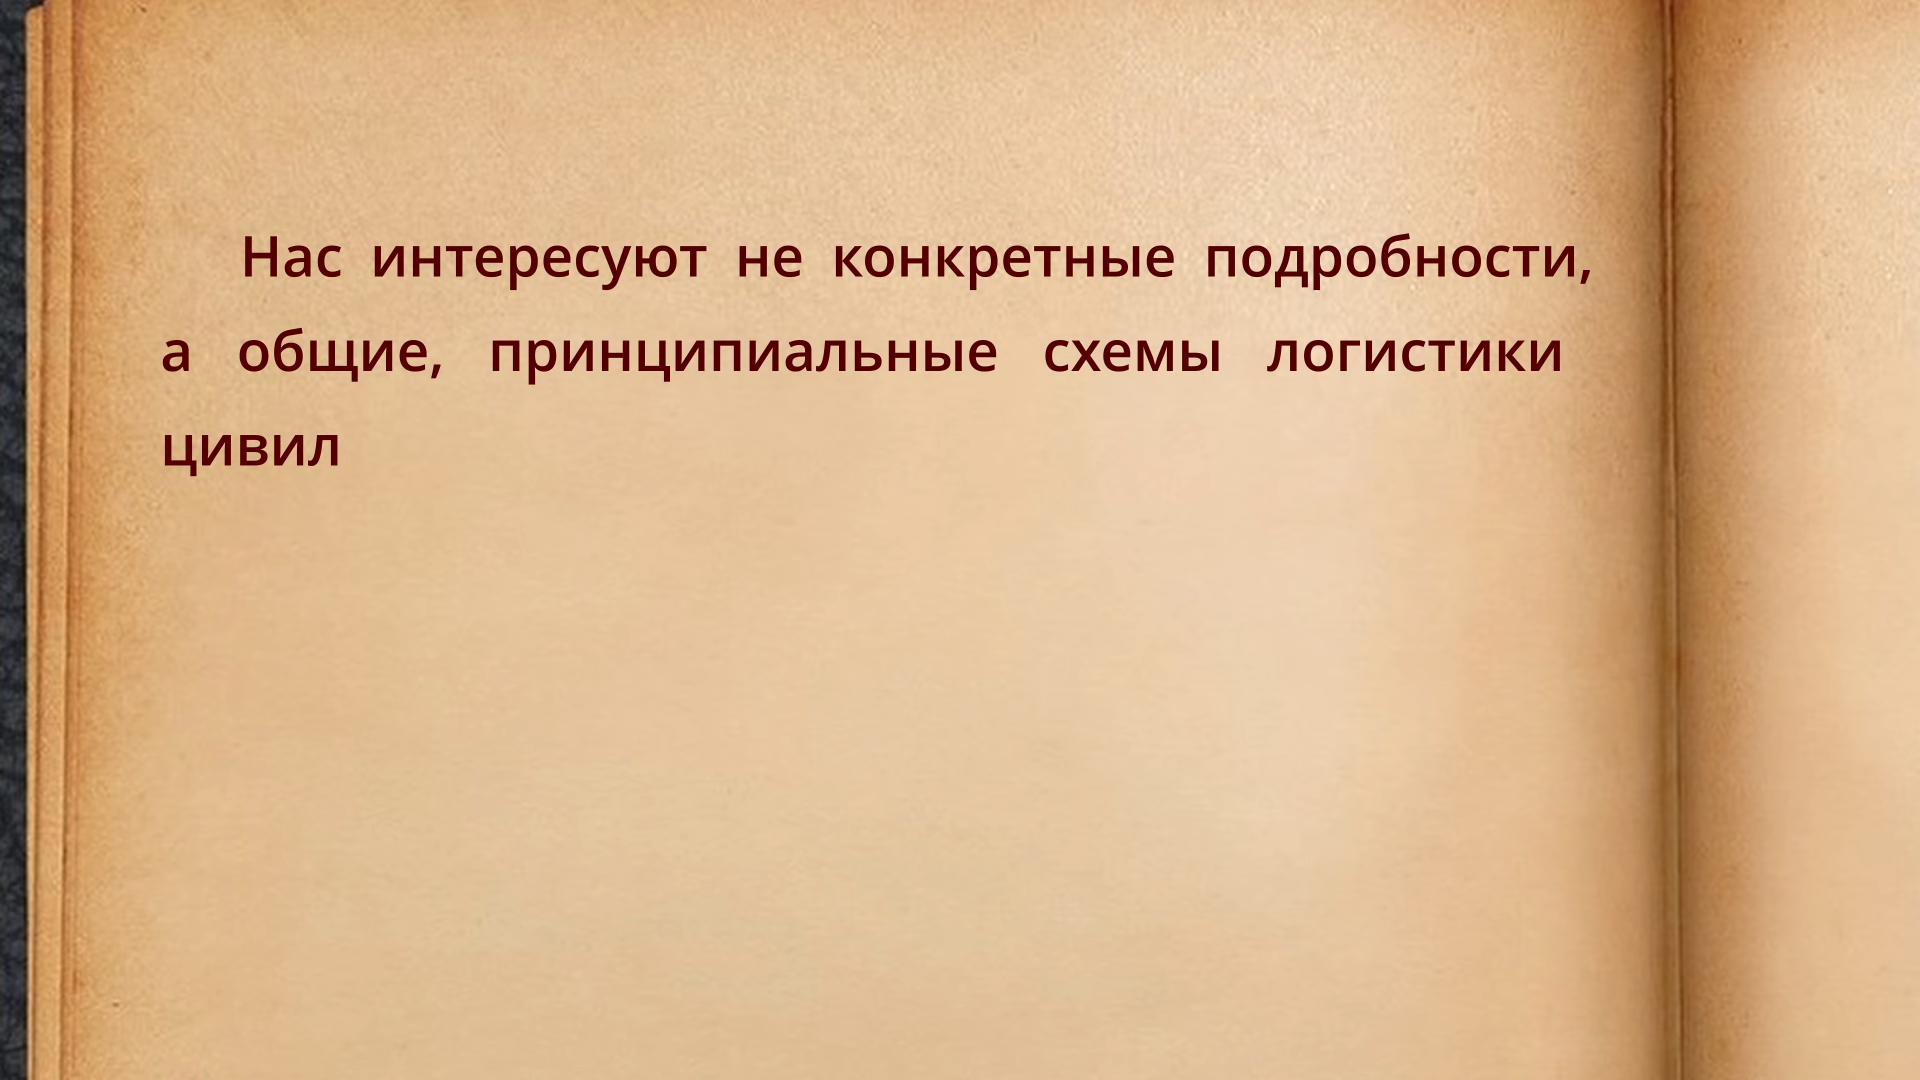 Нас интересуют не конкретные подробности,
а общие, принципиальные схемы логистики
цивил